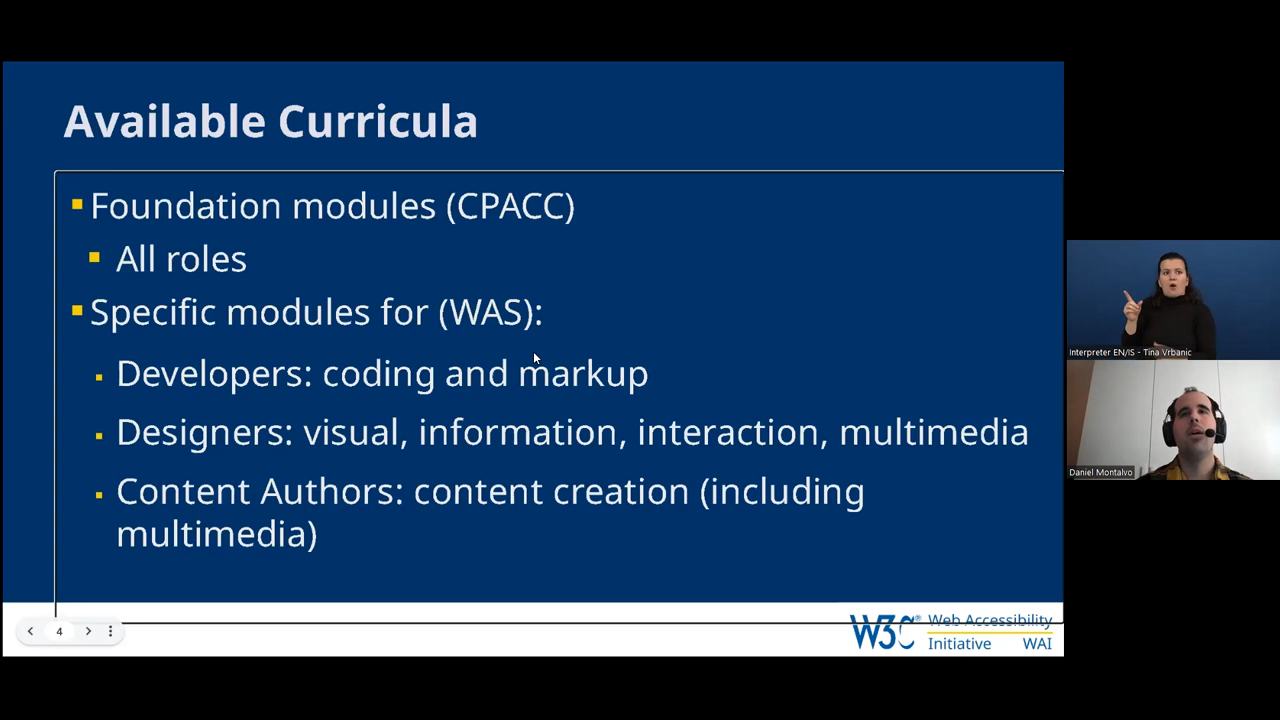 Available Curricula
Foundation modules (CPACC)
All roles
Specific modules for (WAS):
Developers: coding and markup
Designers: visual, information, interaction, multimedia
Content Authors: content creation (including
multimedia)
4
W3C® Web Accessibility
Initiative WAI
Interpreter EN/IS - Tina Vrbanic
Daniel Montalvo